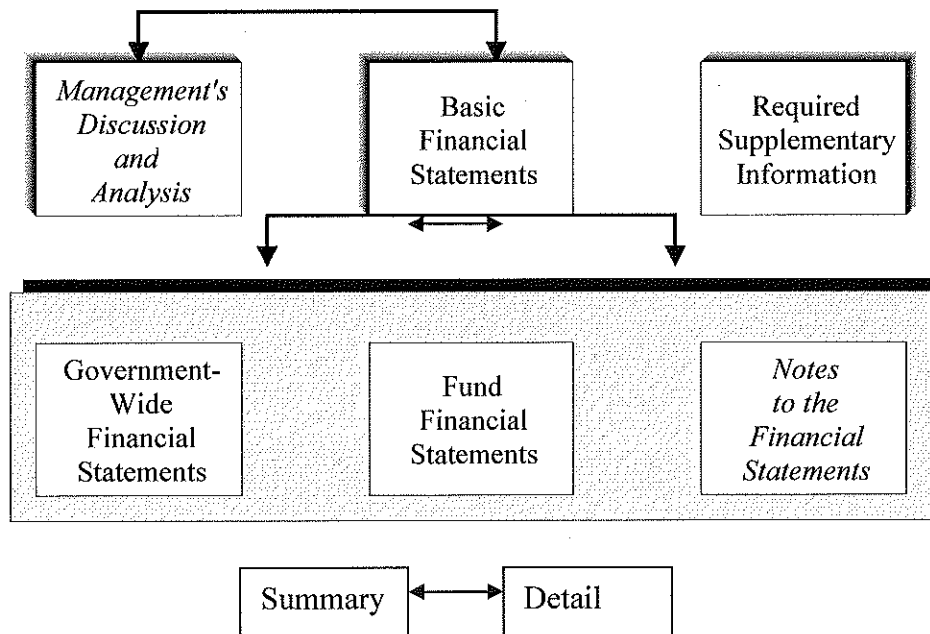 Management's
Discussion
and
Analysis
Basic
Financial
Statements
Required
Supplementary
Information
Government-
Wide
Financial
Statements
Fund
Financial
Statements
Notes
to the
Financial
Statements
Summary
Detail